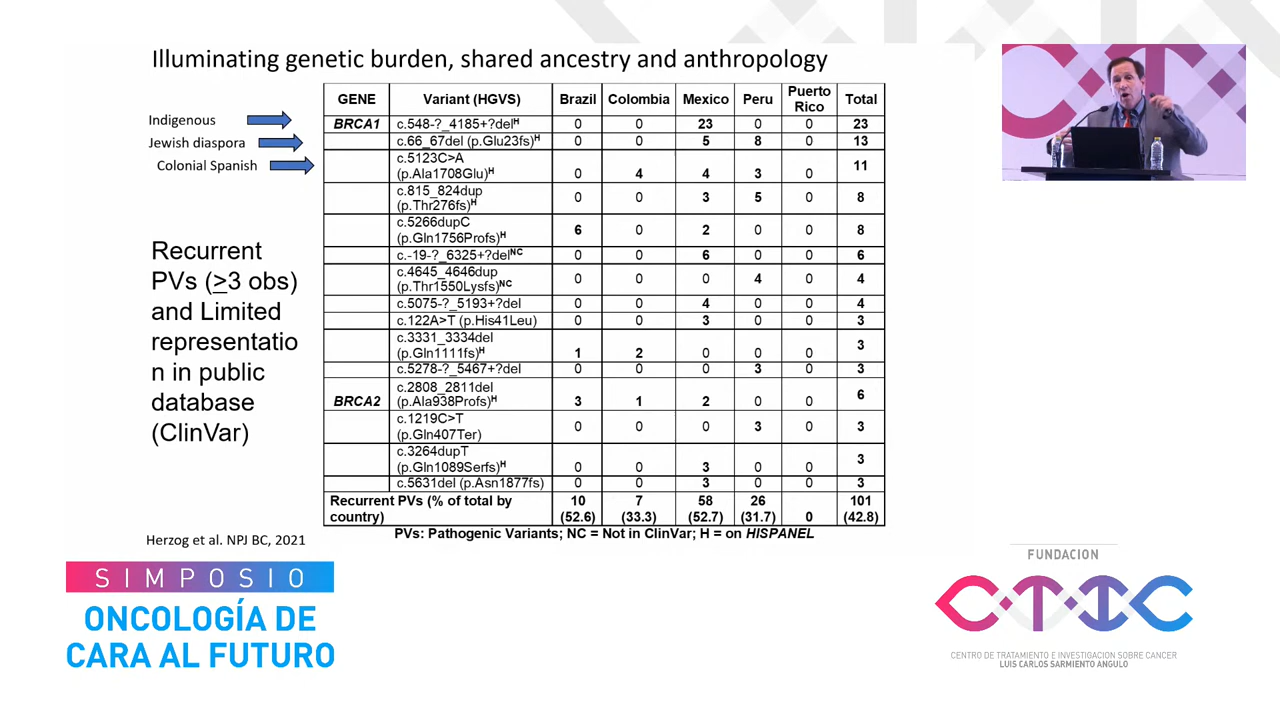 Illuminating genetic burden, shared ancestry and anthropology
Indigenous
Jewish diaspora
Colonial Spanish
Recurrent
PVs (>3 obs)
and Limited
representatio
n in public
database
(ClinVar)
GENE Variant (HGVS) Brazil Colombia Mexico Peru Puerto Rico Total
BRCA1 c.548-?_4185+?delH 0 0 23 0 0 23
c.66_67del (p.Glu23fs)H 0 0 5 8 0 13
c.5123C>A
(p.Ala1708Glu)H 0 4 4 3 0 11
c.815_824dup
(p.Thr276fs)H 0 0 3 5 0 8
c.5266dupC
(p.Gln1756Profs)H 6 0 2 0 0 8
c.-19-?_6325+?delNC 0 0 6 0 0 6
c.4645_4646dup
(p.Thr1550Lysfs)NC 0 0 0 4 0 4
c.5075-?_5193+?del 0 0 4 0 0 4
c.122A>T (p.His41Leu) 0 0 3 0 0 3
c.3331_3334del
(p.Gln1111fs)H 1 2 0 0 0 3
c.5278-?_5467+?del 0 0 0 3 0 3
c.2808_2811del
BRCA2 (p.Ala938Profs)H 3 1 2 0 0 6
c.1219C>T
(p.Gln407Ter) 0 0 0 3 0 3
c.3264dupT
(p.Gln1089Serfs)H 0 0 3 0 0 3
c.5631del (p.Asn1877fs) 0 0 3 0 0 3
Recurrent PVs (% of total by 10 7 58 26 101
country) (52.6) (33.3) (52.7) (31.7) 0 (42.8)
PVs: Pathogenic Variants; NC = Not in ClinVar; H = on HISPANEL
Herzog et al. NPJ BC, 2021
SIMPOSIO
ONCOLOGÍA DE
CARA AL FUTURO
FUNDACION
CTIC
CENTRO DE TRATAMIENTO E INVESTIGACION SOBRE CANCER
LUIS CARLOS SARMIENTO ANGULO